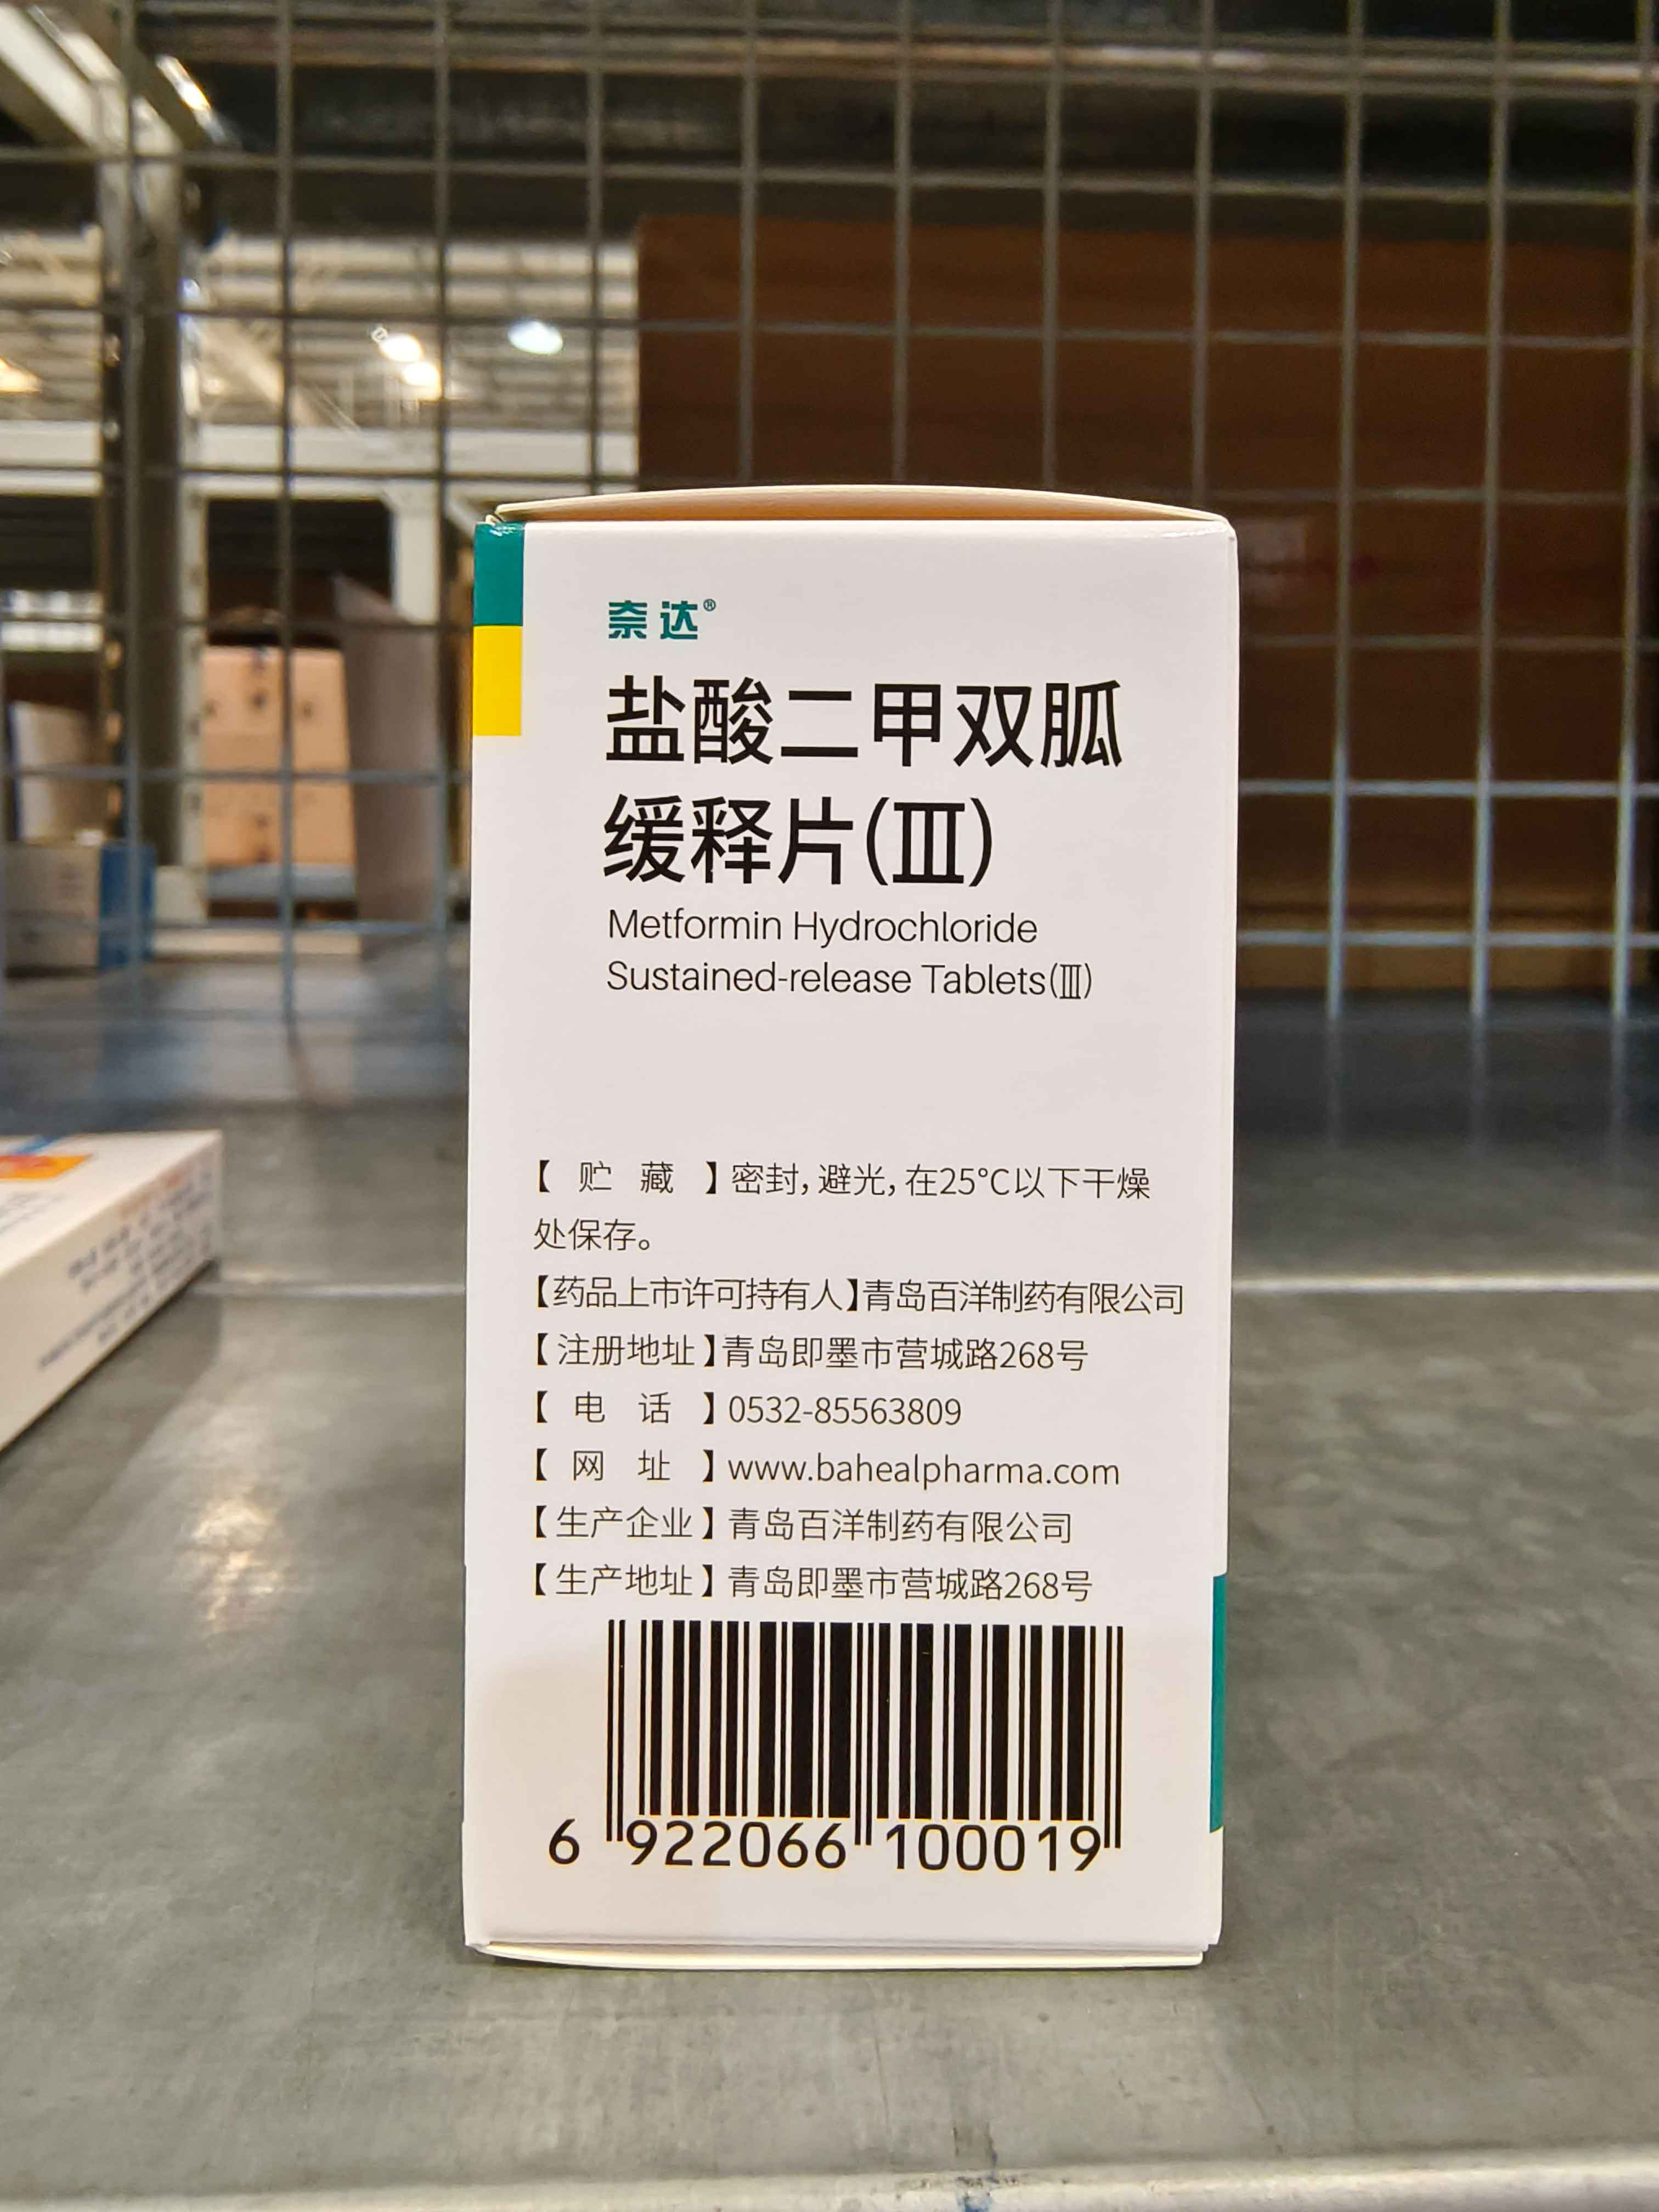 奈达®
盐酸二甲双胍
缓释片(Ⅲ)
Metformin Hydrochloride
Sustained-release Tablets(Ⅲ)
【 贮 藏 】密封，避光，在25°C以下干燥
处保存。
【药品上市许可持有人】青岛百洋制药有限公司
【注册地址】青岛即墨市营城路268号
【 电 话 】0532-85563809
【 网 址 】www.bahealpharma.com
【生产企业】青岛百洋制药有限公司
【生产地址】青岛即墨市营城路268号
6 922066 100019